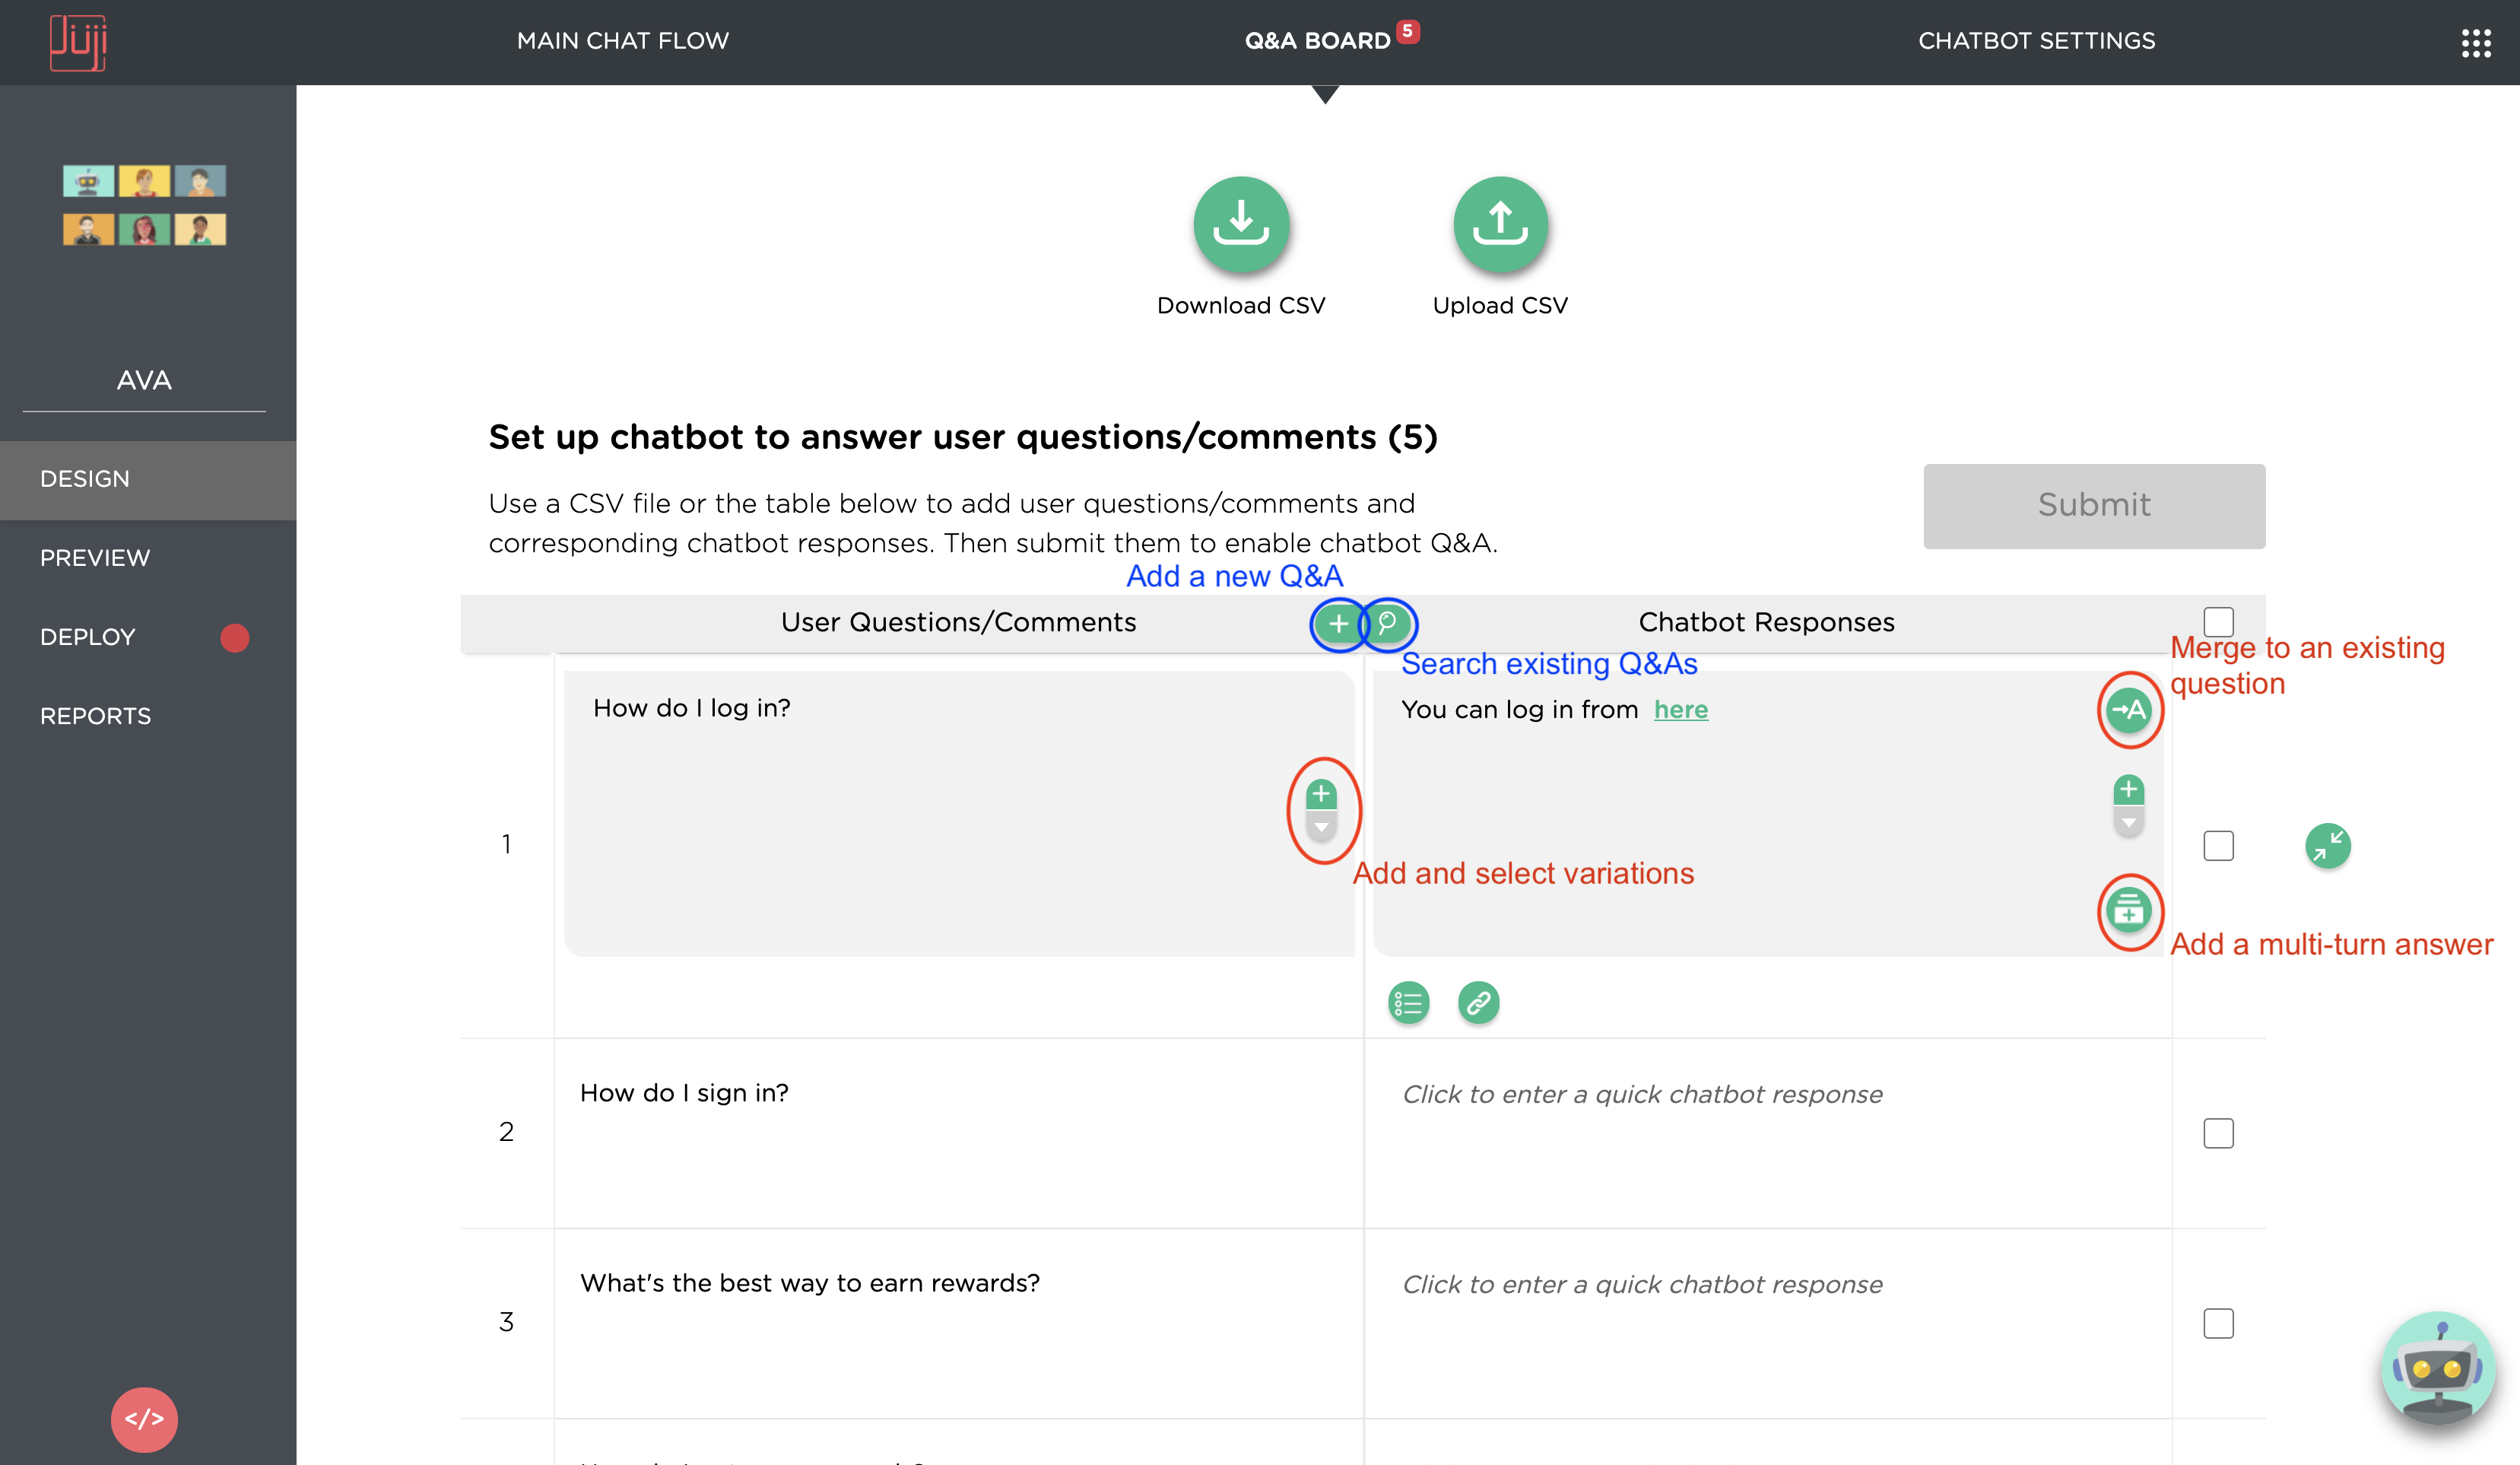 Juji
MAIN CHAT FLOW
Q&A BOARD 5
CHATBOT SETTINGS
Download CSV
Upload CSV
AVA
DESIGN
PREVIEW
DEPLOY
REPORTS
</>
Set up chatbot to answer user questions/comments (5)
Use a CSV file or the table below to add user questions/comments and
corresponding chatbot responses. Then submit them to enable chatbot Q&A.
Submit
Add a new Q&A
User Questions/Comments
Chatbot Responses
Search existing Q&As
Merge to an existing
question
1
How do I log in?
You can log in from here
A
Add and select variations
Add a multi-turn answer
2
How do I sign in?
Click to enter a quick chatbot response
3
What's the best way to earn rewards?
Click to enter a quick chatbot response